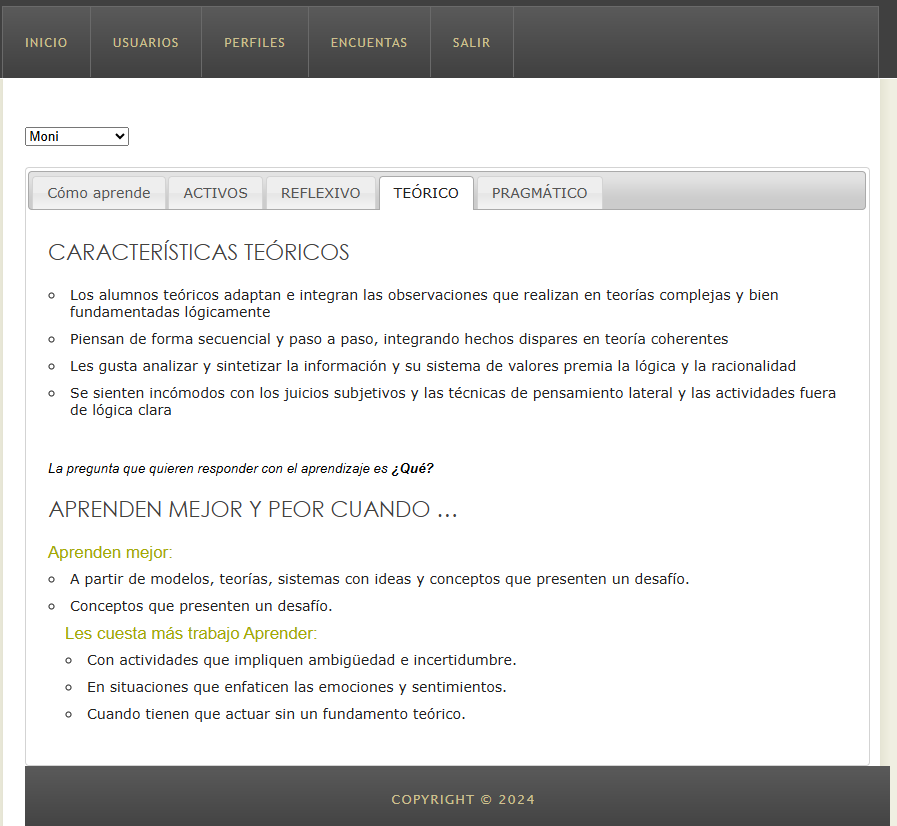 INICIO USUARIOS PERFILES ENCUENTAS SALIR
Moni
Cómo aprende ACTIVOS REFLEXIVO TEÓRICO PRAGMÁTICO
CARACTERÍSTICAS TEÓRICOS
Los alumnos teóricos adaptan e integran las observaciones que realizan en teorías complejas y bien
fundamentadas lógicamente
Piensan de forma secuencial y paso a paso, integrando hechos dispares en teoría coherentes
Les gusta analizar y sintetizar la información y su sistema de valores premia la lógica y la racionalidad
Se sienten incómodos con los juicios subjetivos y las técnicas de pensamiento lateral y las actividades fuera
de lógica clara
La pregunta que quieren responder con el aprendizaje es ¿Qué?
APRENDEN MEJOR Y PEOR CUANDO ...
Aprenden mejor:
A partir de modelos, teorías, sistemas con ideas y conceptos que presenten un desafío.
Conceptos que presenten un desafío.
Les cuesta más trabajo Aprender:
Con actividades que impliquen ambigüedad e incertidumbre.
En situaciones que enfaticen las emociones y sentimientos.
Cuando tienen que actuar sin un fundamento teórico.
COPYRIGHT © 2024